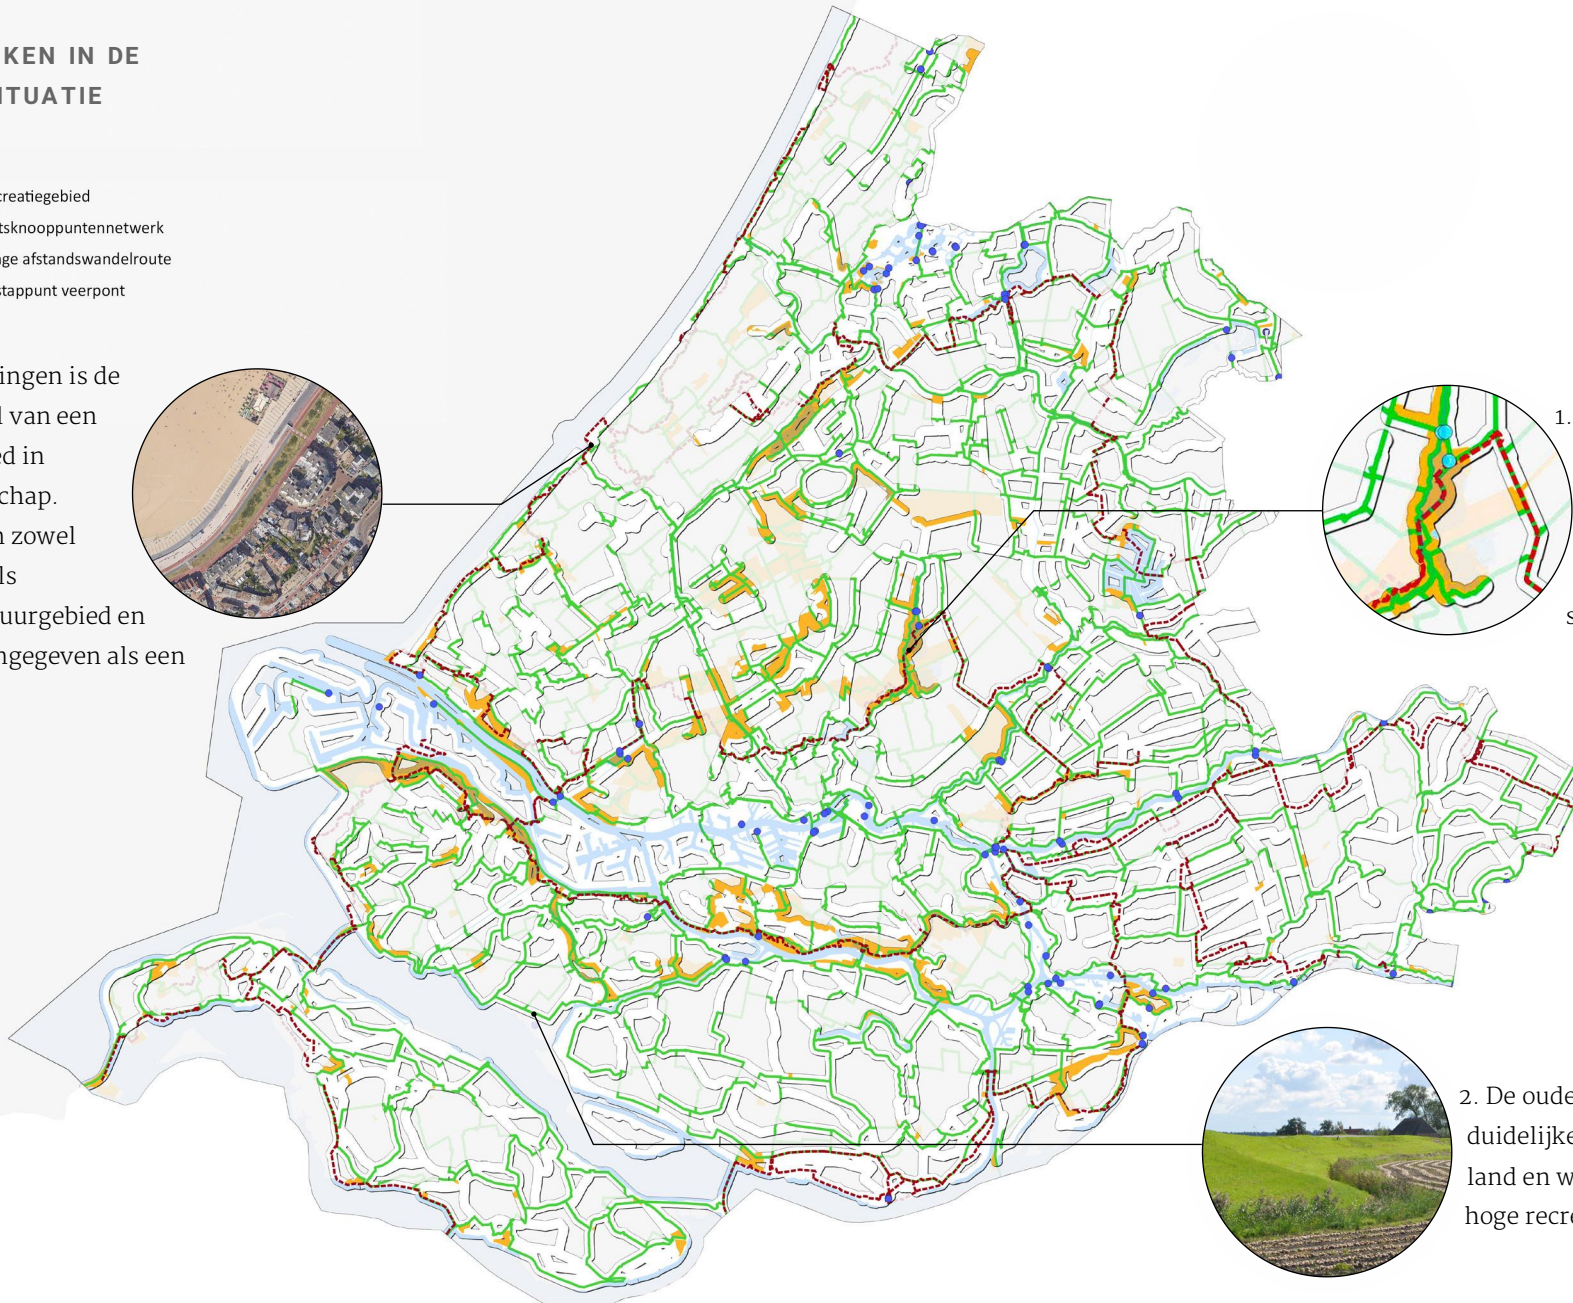 KEN IN DE
TUATIE
creatiegebied
tsknooppuntennetwerk
nge afstandswandelroute
stappunt veerpont
ingen is de
l van een
ed in
chap.
n zowel
ls
uurgebied en
ngegeven als een
1.
s
2. De oude
duidelijke
land en w
hoge recre